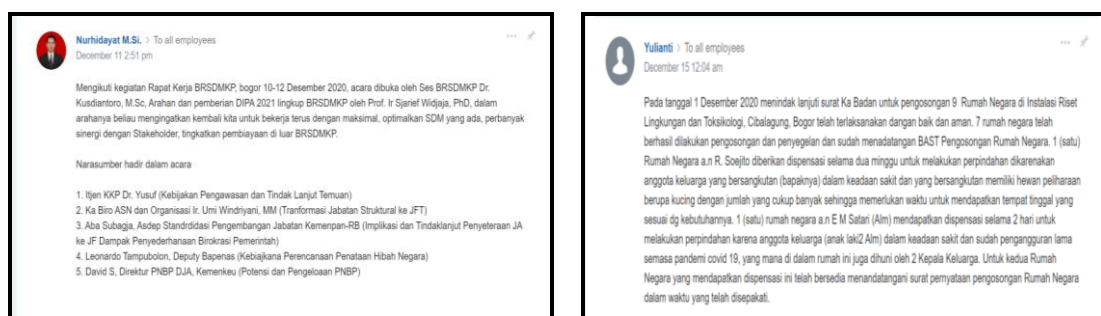 Nurhidayat M.Si. > To all employees
December 11 2:51 pm
Mengikuti kegiatan Rapat Kerja BRSDMKP, bogor 10-12 Desember 2020, acara dibuka oleh Ses BRSDMKP Dr.
Kusdiantoro, M.Sc, Arahan dan pemberian DIPA 2021 lingkup BRSDMKP oleh Prof. Ir Sjarief Widjaja, PhD, dalam
arahanya beliau mengingatkan kembali kita untuk bekerja terus dengan maksimal, optimalkan SDM yang ada, perbanyak
sinergi dengan Stakeholder, tingkatkan pembiayaan di luar BRSDMKP.
Narasumber hadir dalam acara
1. Itjen KKP Dr. Yusuf (Kebijakan Pengawasan dan Tindak Lanjut Temuan)
2. Ka Biro ASN dan Organisasi Ir. Umi Windriyani, MM (Tranformasi Jabatan Struktural ke JFT)
3. Aba Subagja, Asdep Standrdidasi Pengembangan Jabatan Kemenpan-RB (Implikasi dan Tindaklanjut Penyeteraan JA
ke JF Dampak Penyederhanaan Birokrasi Pemerintah)
4. Leonardo Tampubolon, Deputy Bapenas (Kebiajkana Perencanaan Penataan Hibah Negara)
5. David S, Direktur PNBP DJA, Kemenkeu (Potensi dan Pengeloaan PNBP)
Yulianti > To all employees
December 15 12:04 am
Pada tanggal 1 Desember 2020 menindak lanjuti surat Ka Badan untuk pengosongan 9 Rumah Negara di Instalasi Riset
Lingkungan dan Toksikologi, Cibalagung, Bogor telah terlaksanakan dengan baik dan aman. 7 rumah negara telah
berhasil dilakukan pengosongan dan penyegelan dan sudah menadatangan BAST Pengosongan Rumah Negara. 1 (satu)
Rumah Negara a.n R. Soejito diberikan dispensasi selama dua minggu untuk melakukan perpindahan dikarenakan
anggota keluarga yang bersangkutan (bapaknya) dalam keadaan sakit dan yang bersangkutan memiliki hewan peliharaan
berupa kucing dengan jumlah yang cukup banyak sehingga memerlukan waktu untuk mendapatkan tempat tinggal yang
sesuai dg kebutuhannya. 1 (satu) rumah negara a.n E M Satari (Alm) mendapatkan dispensasi selama 2 hari untuk
melakukan perpindahan karena anggota keluarga (anak laki2 Alm) dalam keadaan sakit dan sudah pengangguran lama
semasa pandemi covid 19, yang mana di dalam rumah ini juga dihuni oleh 2 Kepala Keluarga. Untuk kedua Rumah
Negara yang mendapatkan dispensasi ini telah bersedia menandatangani surat pernyataan pengosongan Rumah Negara
dalam waktu yang telah disepakati.